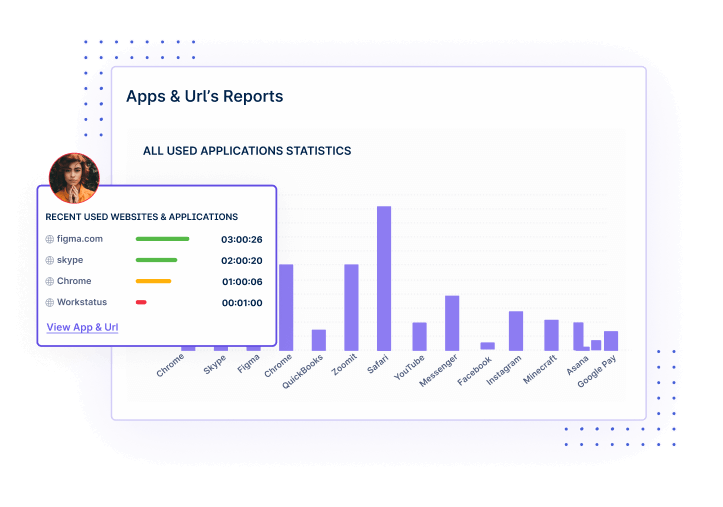 Apps & Url's Reports
ALL USED APPLICATIONS STATISTICS
RECENT USED WEBSITES & APPLICATIONS
figma.com 03:00:26
skype 02:00:20
Chrome 01:00:06
Workstatus 00:01:00
View App & Url
Chrome
Skype
Figma
Chrome
QuickBooks
ZoomIt
Safari
YouTube
Messenger
Facebook
Instagram
Minecraft
Asana
Google Pay